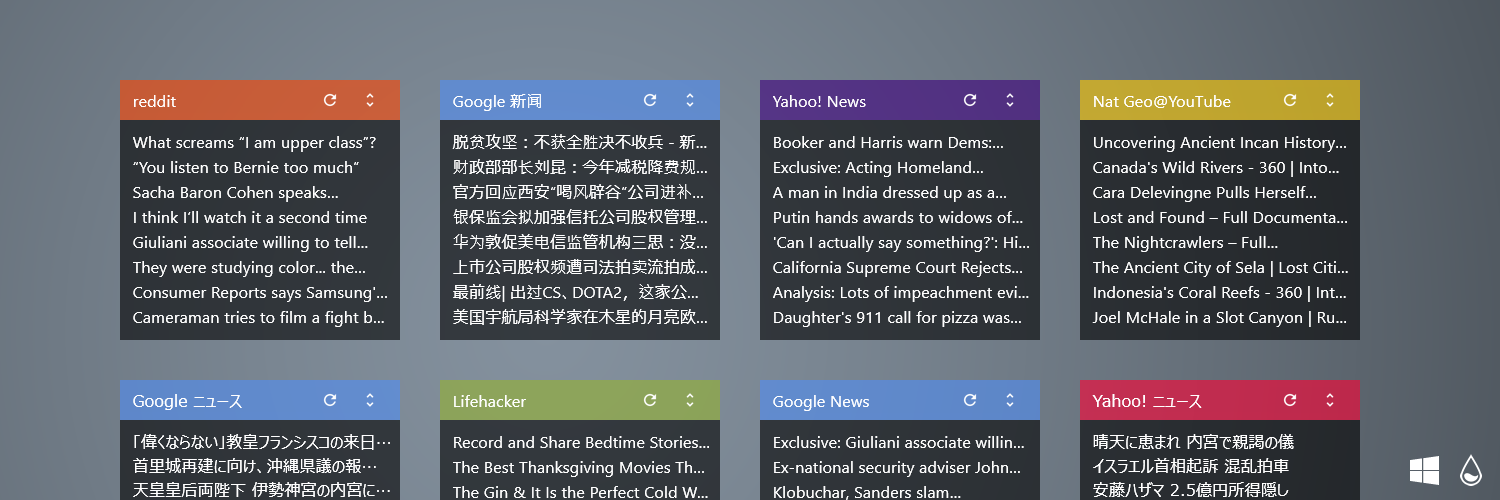 reddit
What screams “I am upper class”?
“You listen to Bernie too much“
Sacha Baron Cohen speaks...
I think I’ll watch it a second time
Giuliani associate willing to tell...
They were studying color... the...
Consumer Reports says Samsung'...
Cameraman tries to film a fight b...
Google 新闻
脱贫攻坚：不获全胜决不收兵 - 新...
财政部部长刘昆：今年减税降费规...
官方回应西安“喝风辟谷”公司进补...
银保监会拟加强信托公司股权管理...
华为敦促美电信监管机构三思：没...
上市公司股权频遭司法拍卖流拍成...
最前线| 出过CS、DOTA2，这家公...
美国宇航局科学家在木星的月亮欧...
Yahoo! News
Booker and Harris warn Dems:...
Exclusive: Acting Homeland...
A man in India dressed up as a...
Putin hands awards to widows of...
'Can I actually say something?': Hi...
California Supreme Court Rejects...
Analysis: Lots of impeachment evi...
Daughter's 911 call for pizza was...
Nat Geo@YouTube
Uncovering Ancient Incan History...
Canada's Wild Rivers - 360 | Into...
Cara Delevingne Pulls Herself...
Lost and Found – Full Documenta...
The Nightcrawlers – Full...
The Ancient City of Sela | Lost Citi...
Indonesia's Coral Reefs - 360 | Int...
Joel McHale in a Slot Canyon | Ru...
Google ニュース
「偉くならない」教皇フランシスコの来日…
首里城再建に向け、沖縄県議の報…
天皇皇后両陛下 伊勢神宮の内宮に…
Lifehacker
Record and Share Bedtime Stories...
The Best Thanksgiving Movies Th...
The Gin & It Is the Perfect Cold W...
Google News
Exclusive: Giuliani associate willin...
Ex-national security adviser John...
Klobuchar, Sanders slam...
Yahoo! ニュース
晴天に恵まれ 内宮で親謁の儀
イスラエル首相起訴 混乱拍車
安藤ハザマ 2.5億円所得隠し